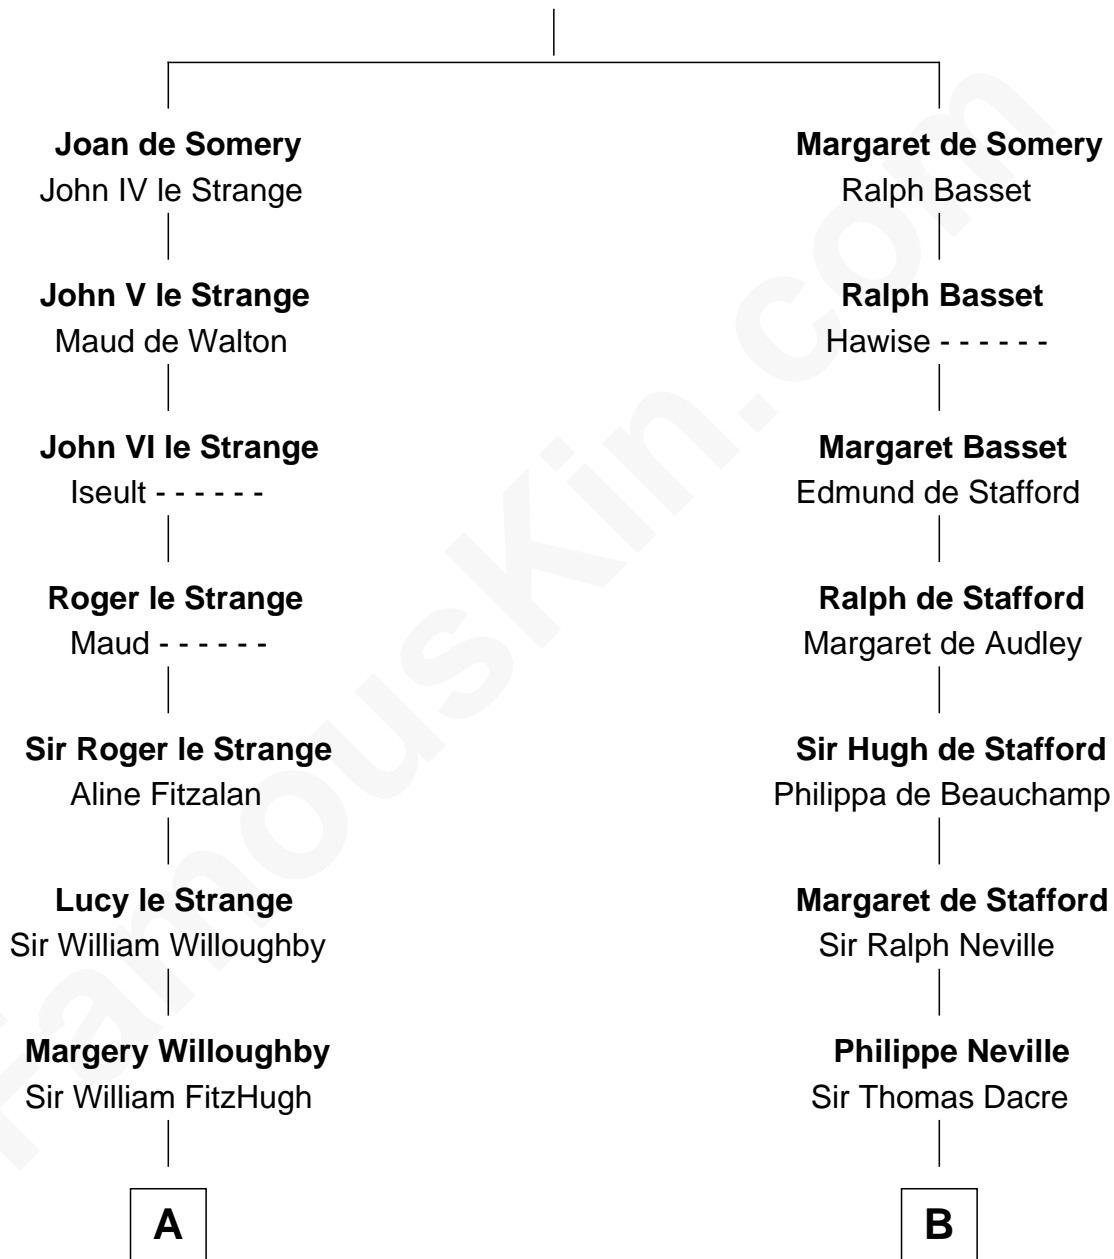 Joan de Somery
John IV le Strange
John V le Strange
Maud de Walton
John VI le Strange
Iseult - - - - - -
Roger le Strange
Maud - - - - - -
Sir Roger le Strange
Aline Fitzalan
Lucy le Strange
Sir William Willoughby
Margery Willoughby
Sir William FitzHugh
A
Margaret de Somery
Ralph Basset
Ralph Basset
Hawise - - - - - -
Margaret Basset
Edmund de Stafford
Ralph de Stafford
Margaret de Audley
Sir Hugh de Stafford
Philippa de Beauchamp
Margaret de Stafford
Sir Ralph Neville
Philippe Neville
Sir Thomas Dacre
B
FamousKin.com